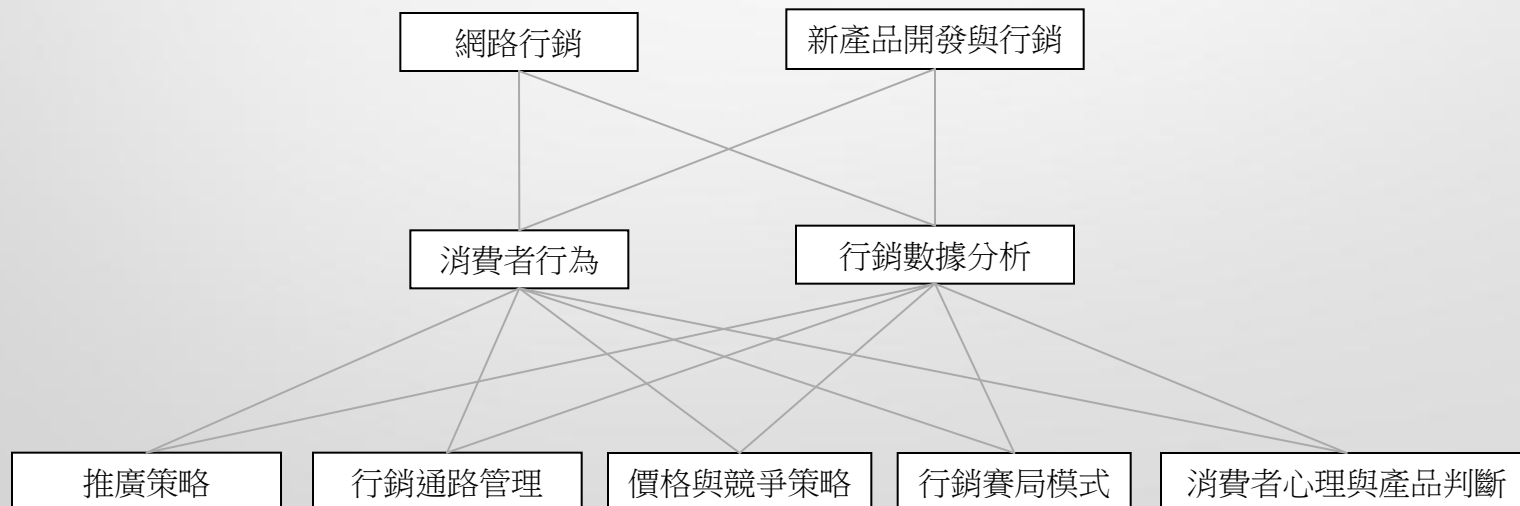 網路行銷
新產品開發與行銷
消費者行為
行銷數據分析
推廣策略
行銷通路管理
價格與競爭策略
行銷賽局模式
消費者心理與產品判斷